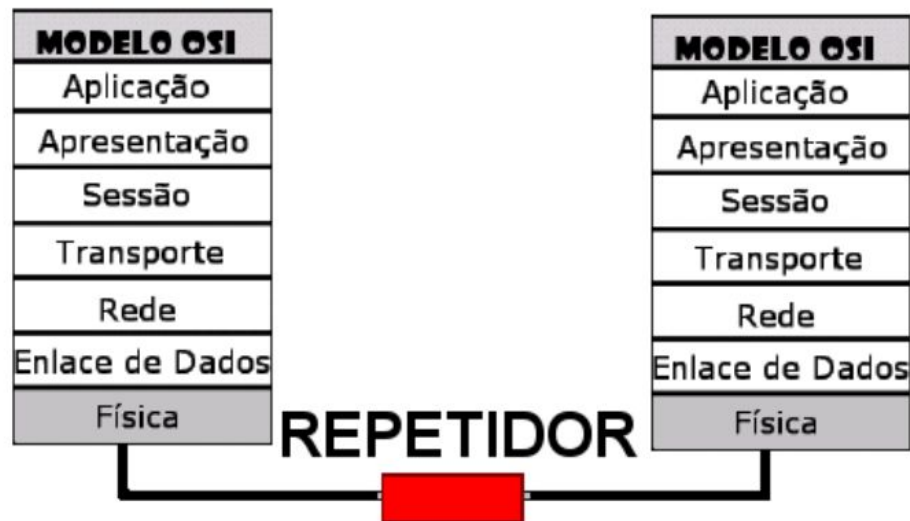 MODELO OSI
Aplicação
Apresentação
Sessão
Transporte
Rede
Enlace de Dados
Física
REPETIDOR
MODELO OSI
Aplicação
Apresentação
Sessão
Transporte
Rede
Enlace de Dados
Física